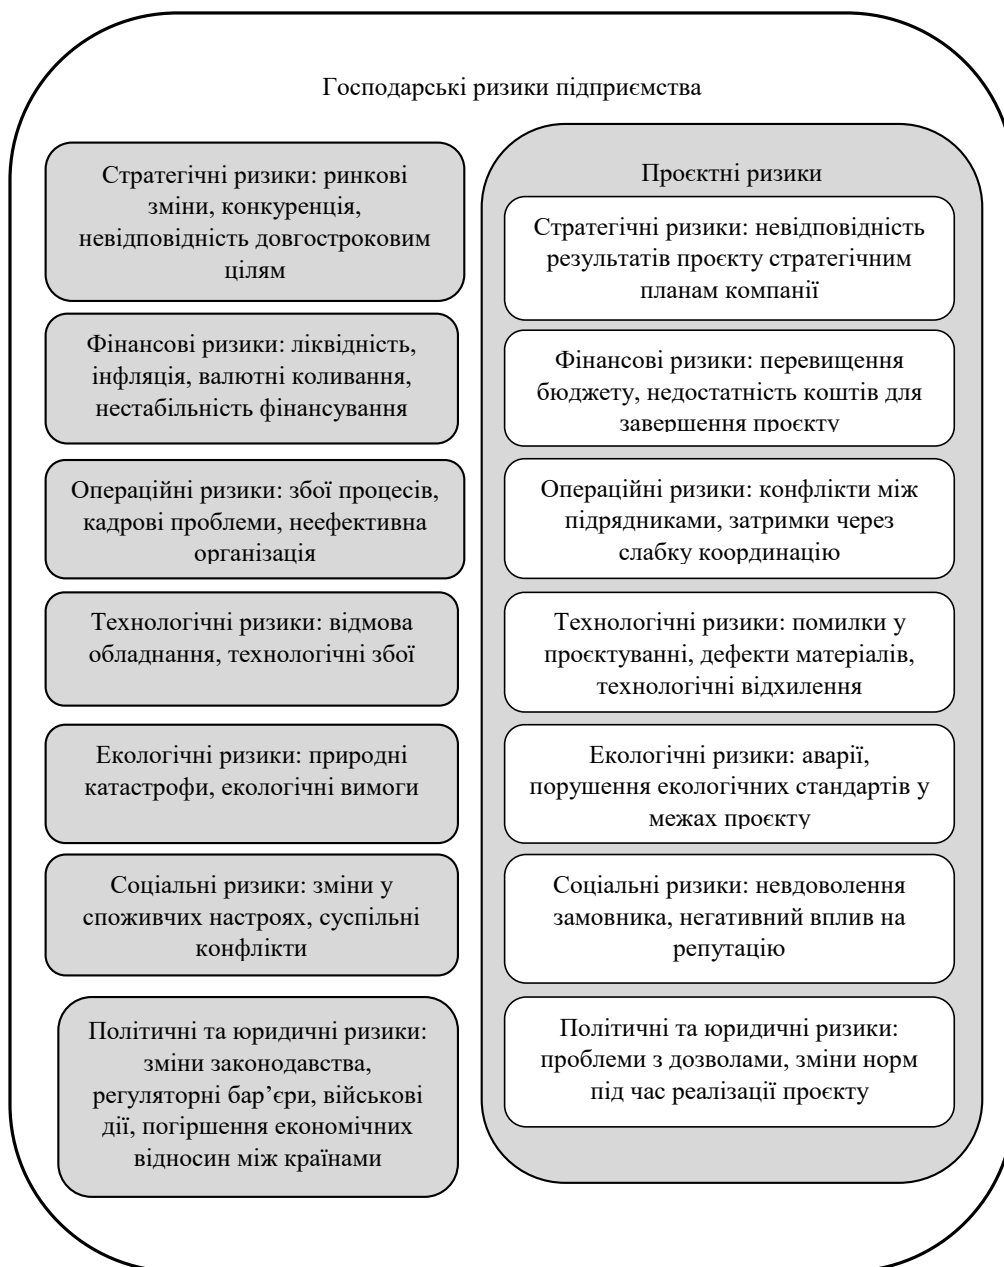 Господарські ризики підприємства
Стратегічні ризики: ринкові
зміни, конкуренція,
невідповідність довгостроковим
цілям
Фінансові ризики: ліквідність,
інфляція, валютні коливання,
нестабільність фінансування
Операційні ризики: збої процесів,
кадрові проблеми, неефективна
організація
Технологічні ризики: відмова
обладнання, технологічні збої
Екологічні ризики: природні
катастрофи, екологічні вимоги
Соціальні ризики: зміни у
споживчих настроях, суспільні
конфлікти
Політичні та юридичні ризики:
зміни законодавства,
регуляторні бар’єри, військові
дії, погіршення економічних
відносин між країнами
Проєктні ризики
Стратегічні ризики: невідповідність
результатів проєкту стратегічним
планам компанії
Фінансові ризики: перевищення
бюджету, недостатність коштів для
завершення проєкту
Операційні ризики: конфлікти між
підрядниками, затримки через
слабку координацію
Технологічні ризики: помилки у
проєктуванні, дефекти матеріалів,
технологічні відхилення
Екологічні ризики: аварії,
порушення екологічних стандартів у
межах проєкту
Соціальні ризики: невдоволення
замовника, негативний вплив на
репутацію
Політичні та юридичні ризики:
проблеми з дозволами, зміни норм
під час реалізації проєкту